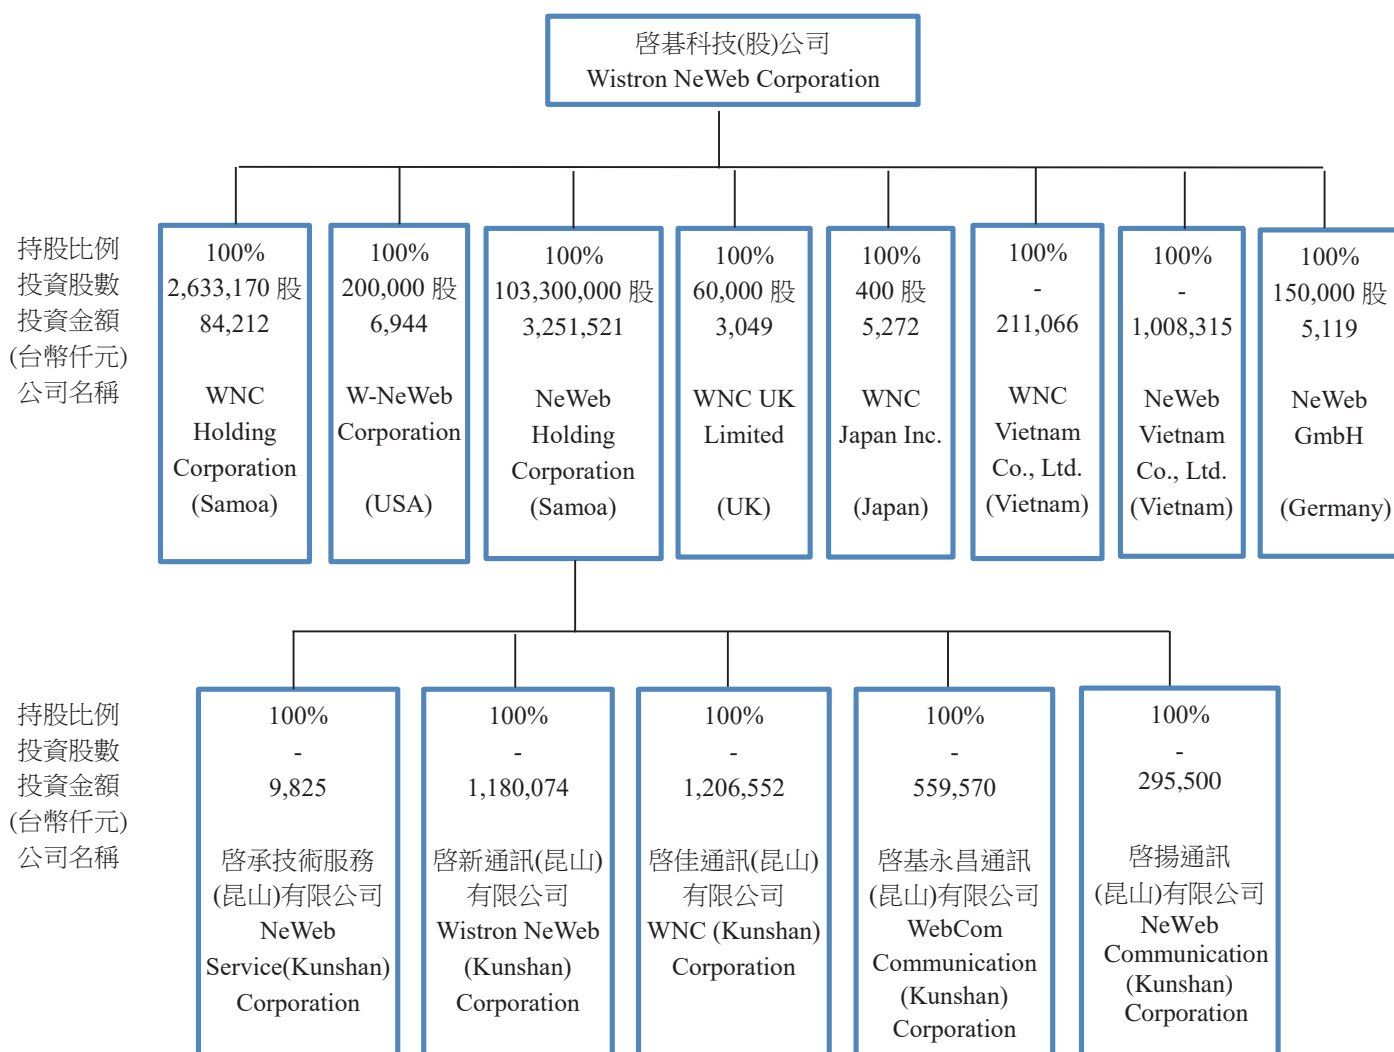 啓碁科技(股)公司
Wistron NeWeb Corporation
持股比例
投資股數
投資金額
(台幣仟元)
公司名稱
100%
2,633,170 股
84,212
WNC
Holding
Corporation
(Samoa)
100%
200,000 股
6,944
W-NeWeb
Corporation
(USA)
100%
103,300,000 股
3,251,521
NeWeb
Holding
Corporation
(Samoa)
100%
60,000 股
3,049
WNC UK
Limited
(UK)
100%
400 股
5,272
WNC
Japan Inc.
(Japan)
100%
-
211,066
WNC
Vietnam
Co., Ltd.
(Vietnam)
100%
-
1,008,315
NeWeb
Vietnam
Co., Ltd.
(Vietnam)
100%
150,000 股
5,119
NeWeb
GmbH
(Germany)
持股比例
投資股數
投資金額
(台幣仟元)
公司名稱
100%
-
9,825
啓承技術服務
(昆山)有限公司
NeWeb
Service(Kunshan)
Corporation
100%
-
1,180,074
啓新通訊(昆山)
有限公司
Wistron NeWeb
(Kunshan)
Corporation
100%
-
1,206,552
啓佳通訊(昆山)
有限公司
WNC (Kunshan)
Corporation
100%
-
559,570
啓基永昌通訊
(昆山)有限公司
WebCom
Communication
(Kunshan)
Corporation
100%
-
295,500
啓揚通訊
(昆山)有限公司
NeWeb
Communication
(Kunshan)
Corporation